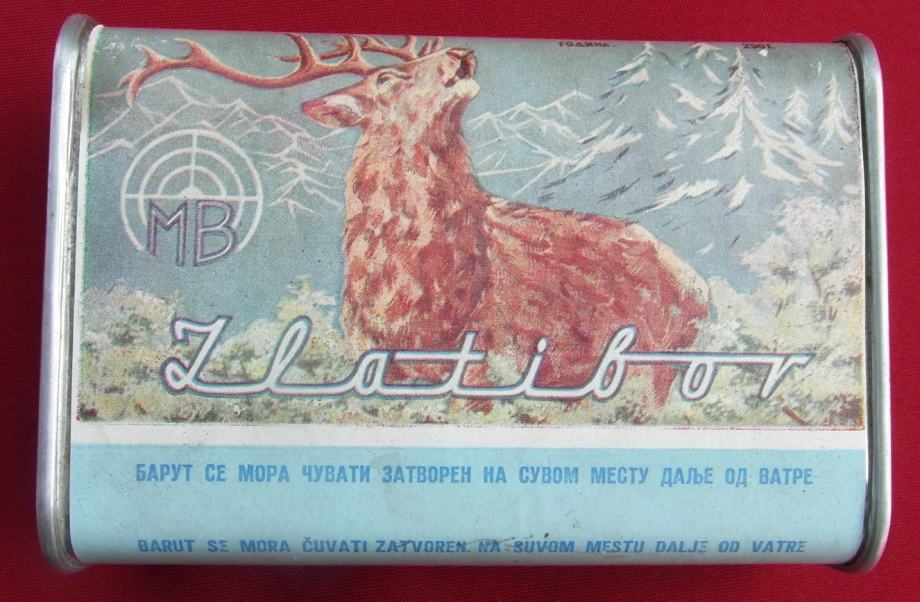 ГОДИНА
MB
Zlatibor
БАРУТ СЕ МОРА ЧУВАТИ ЗАТВОРЕН НА СУВОМ МЕСТУ ДАЉЕ ОД ВАТРЕ
BARUT SE MORA ČUVATI ZATVOREN NA SUVOM MESTU DALJE OD VATRE